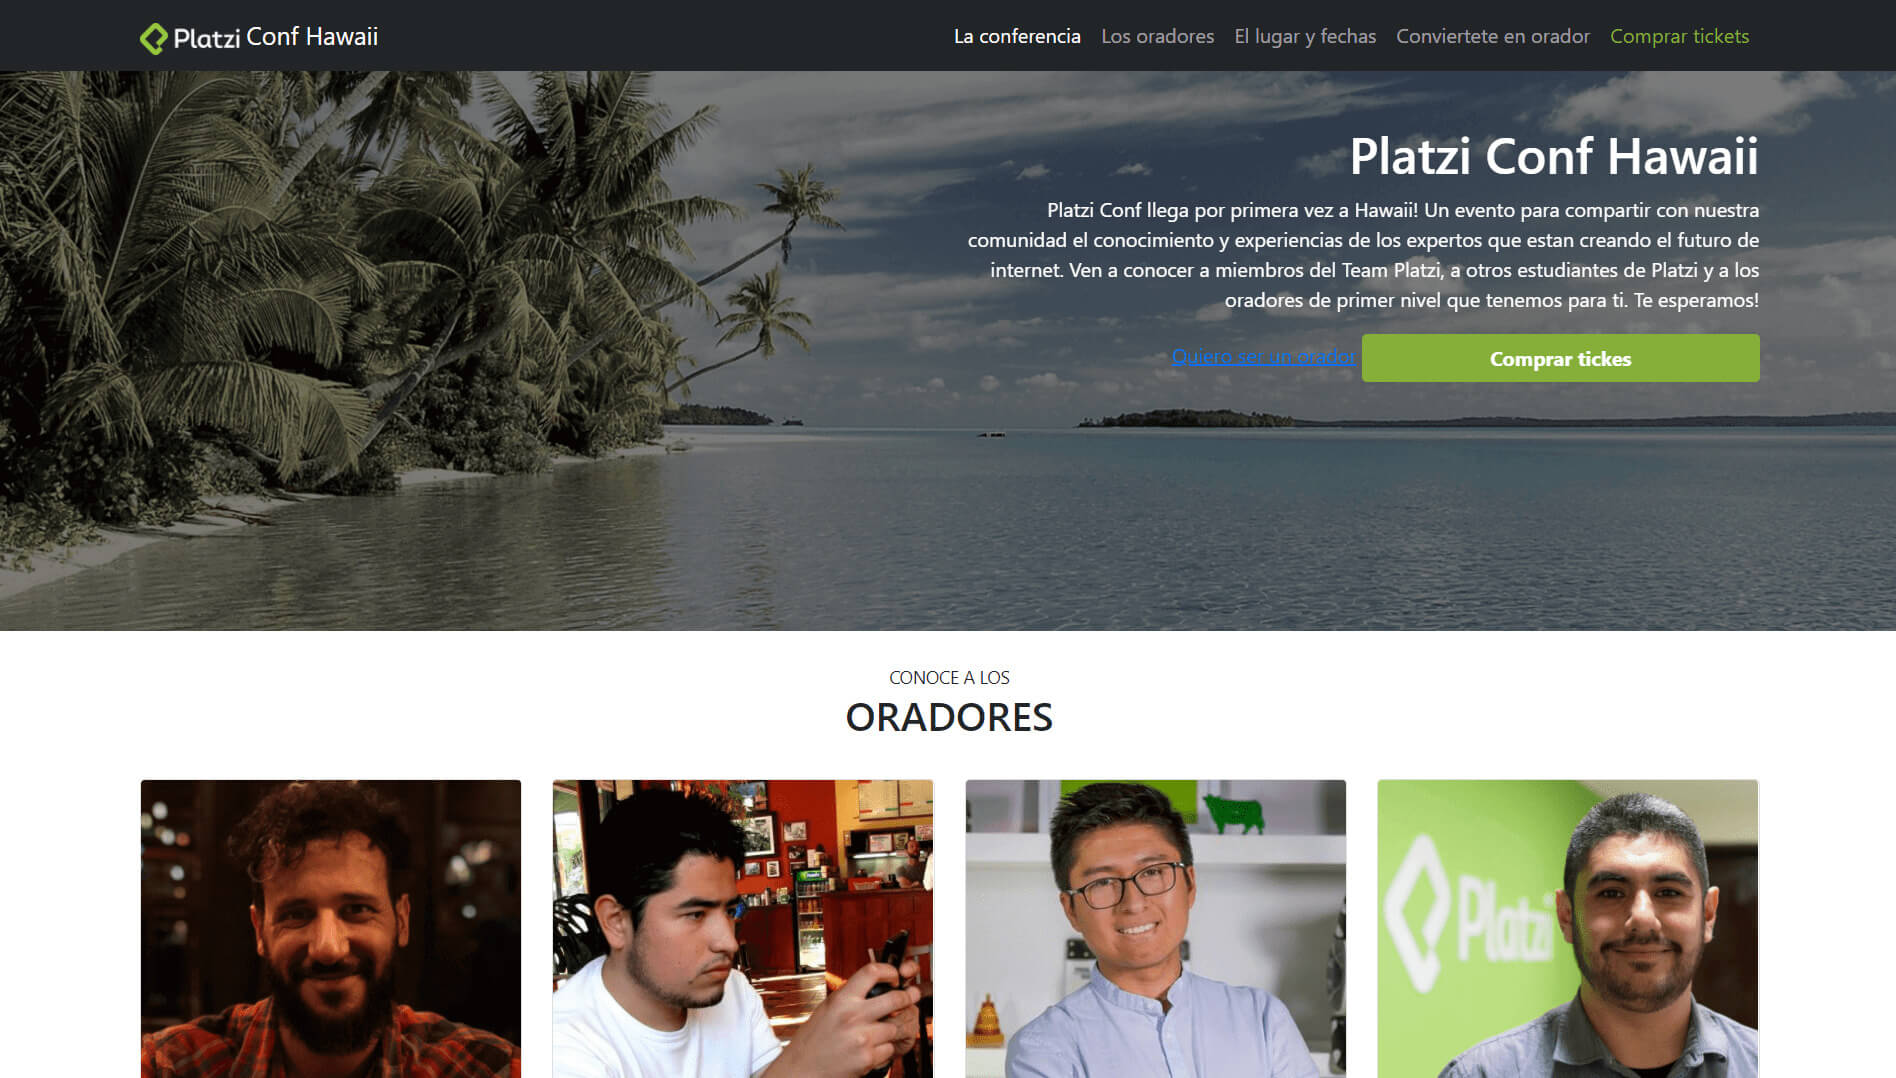 Platzi Conf Hawaii
La conferencia Los oradores El lugar y fechas Conviertete en orador Comprar tickets
Platzi Conf Hawaii
Platzi Conf llega por primera vez a Hawaii! Un evento para compartir con nuestra
comunidad el conocimiento y experiencias de los expertos que estan creando el futuro de
internet. Ven a conocer a miembros del Team Platzi, a otros estudiantes de Platzi y a los
oradores de primer nivel que tenemos para ti. Te esperamos!
Quiero ser un orador Comprar tickes
CONOCE A LOS
ORADORES
Platzi